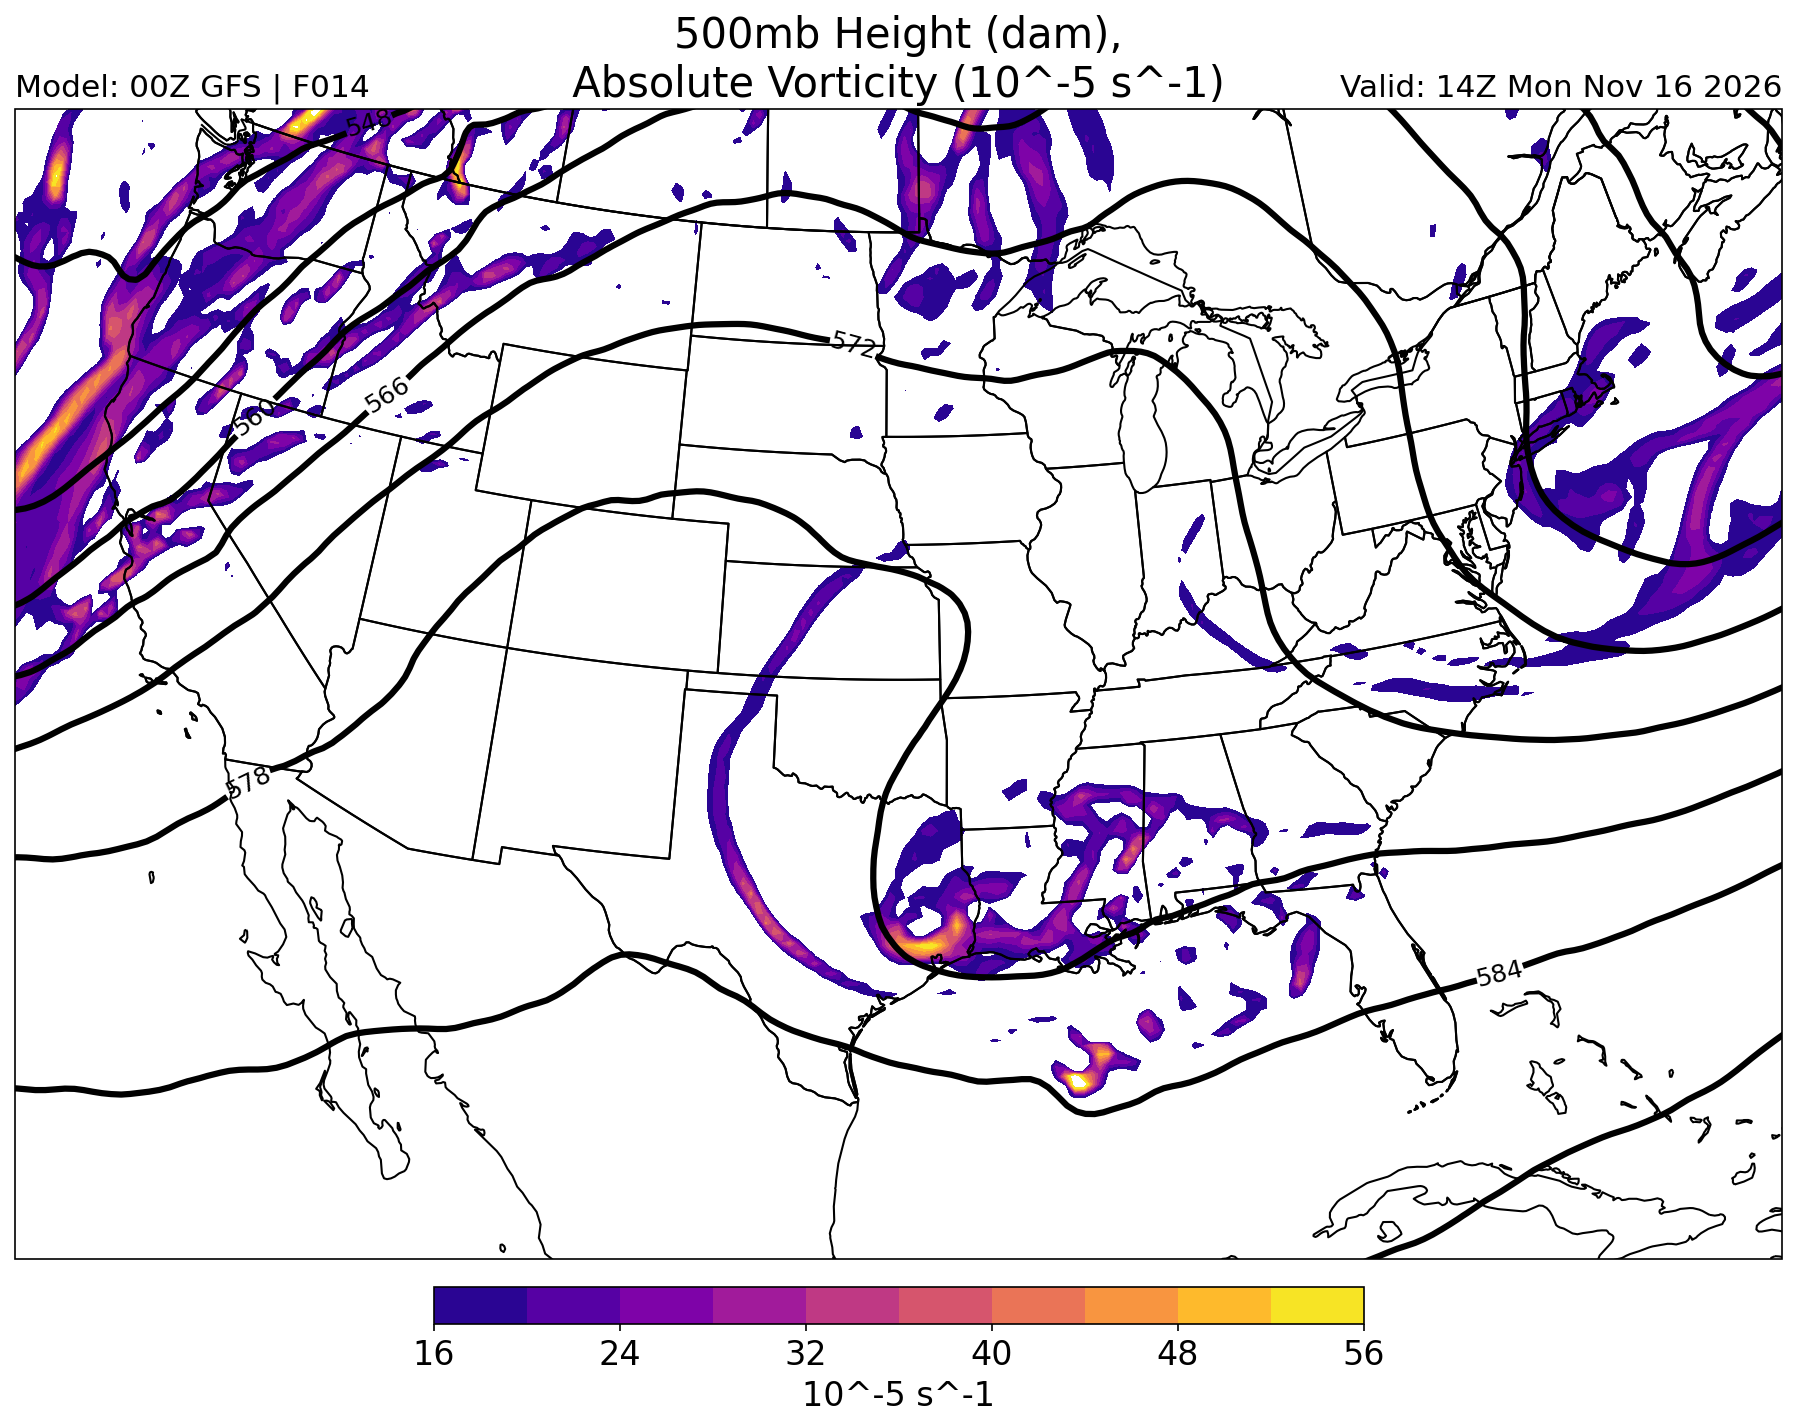 500mb Height (dam),
Model: 00Z GFS | F014
Absolute Vorticity (10^-5 s^-1)
Valid: 14Z Mon Nov 16 2026
548
572
566
560
578
584
16 24 32 40 48 56
10^-5 s^-1